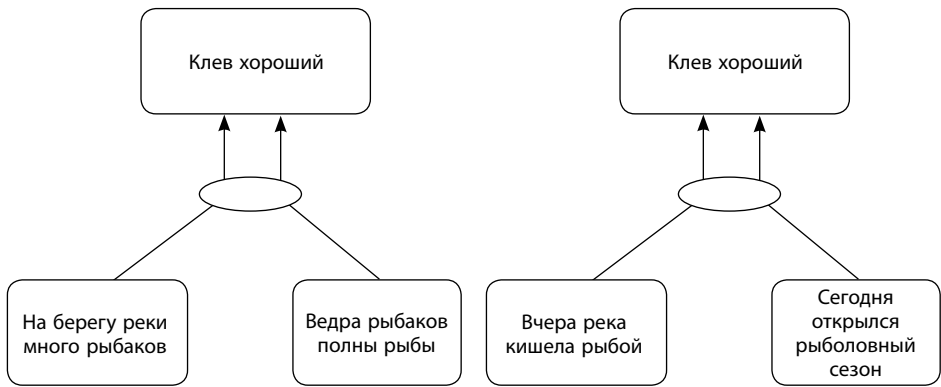 Клев хороший
Клев хороший
На берегу реки
много рыбаков
Ведра рыбаков
полны рыбы
Вчера река
кишела рыбой
Сегодня
открылся
рыболовный
сезон